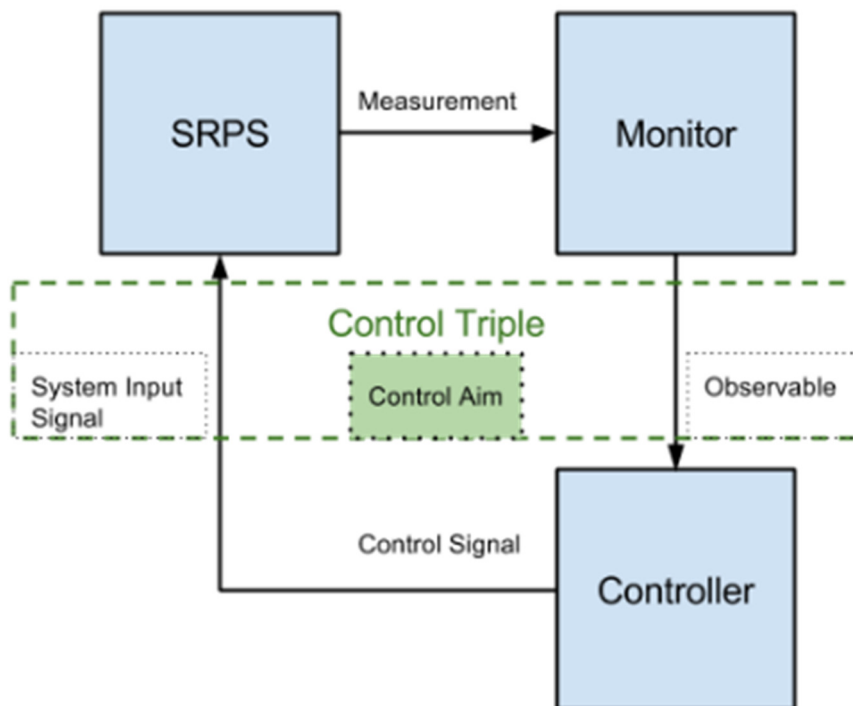 SRPS
Measurement
Monitor
Control Triple
System Input
Signal
Control Aim
Observable
Control Signal
Controller